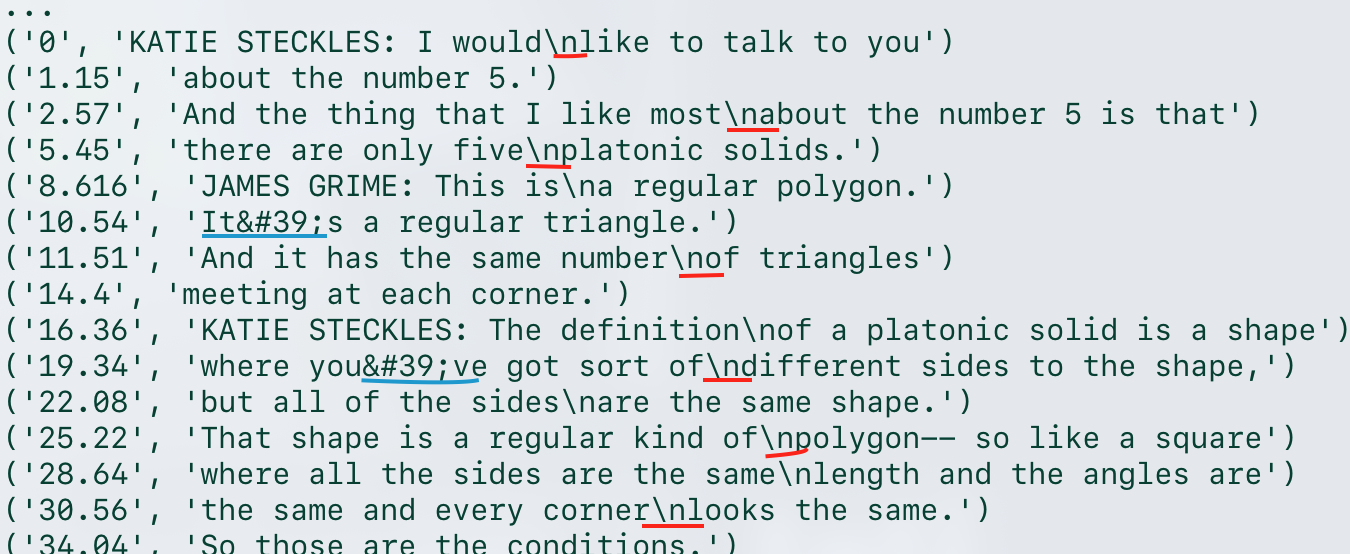 ...
('0', 'KATIE STECKLES: I would\nlike to talk to you')
('1.15', 'about the number 5.')
('2.57', 'And the thing that I like most\nabout the number 5 is that')
('5.45', 'there are only five\nplatonic solids.')
('8.616', 'JAMES GRIME: This is\na regular polygon.')
('10.54', 'It&#39;s a regular triangle.')
('11.51', 'And it has the same number\nof triangles')
('14.4', 'meeting at each corner.')
('16.36', 'KATIE STECKLES: The definition\nof a platonic solid is a shape')
('19.34', 'where you&#39;ve got sort of\ndifferent sides to the shape,')
('22.08', 'but all of the sides\nare the same shape.')
('25.22', 'That shape is a regular kind of\npolygon-- so like a square')
('28.64', 'where all the sides are the same\nlength and the angles are')
('30.56', 'the same and every corner\nlooks the same.')
('34.04', 'So those are the conditions.')